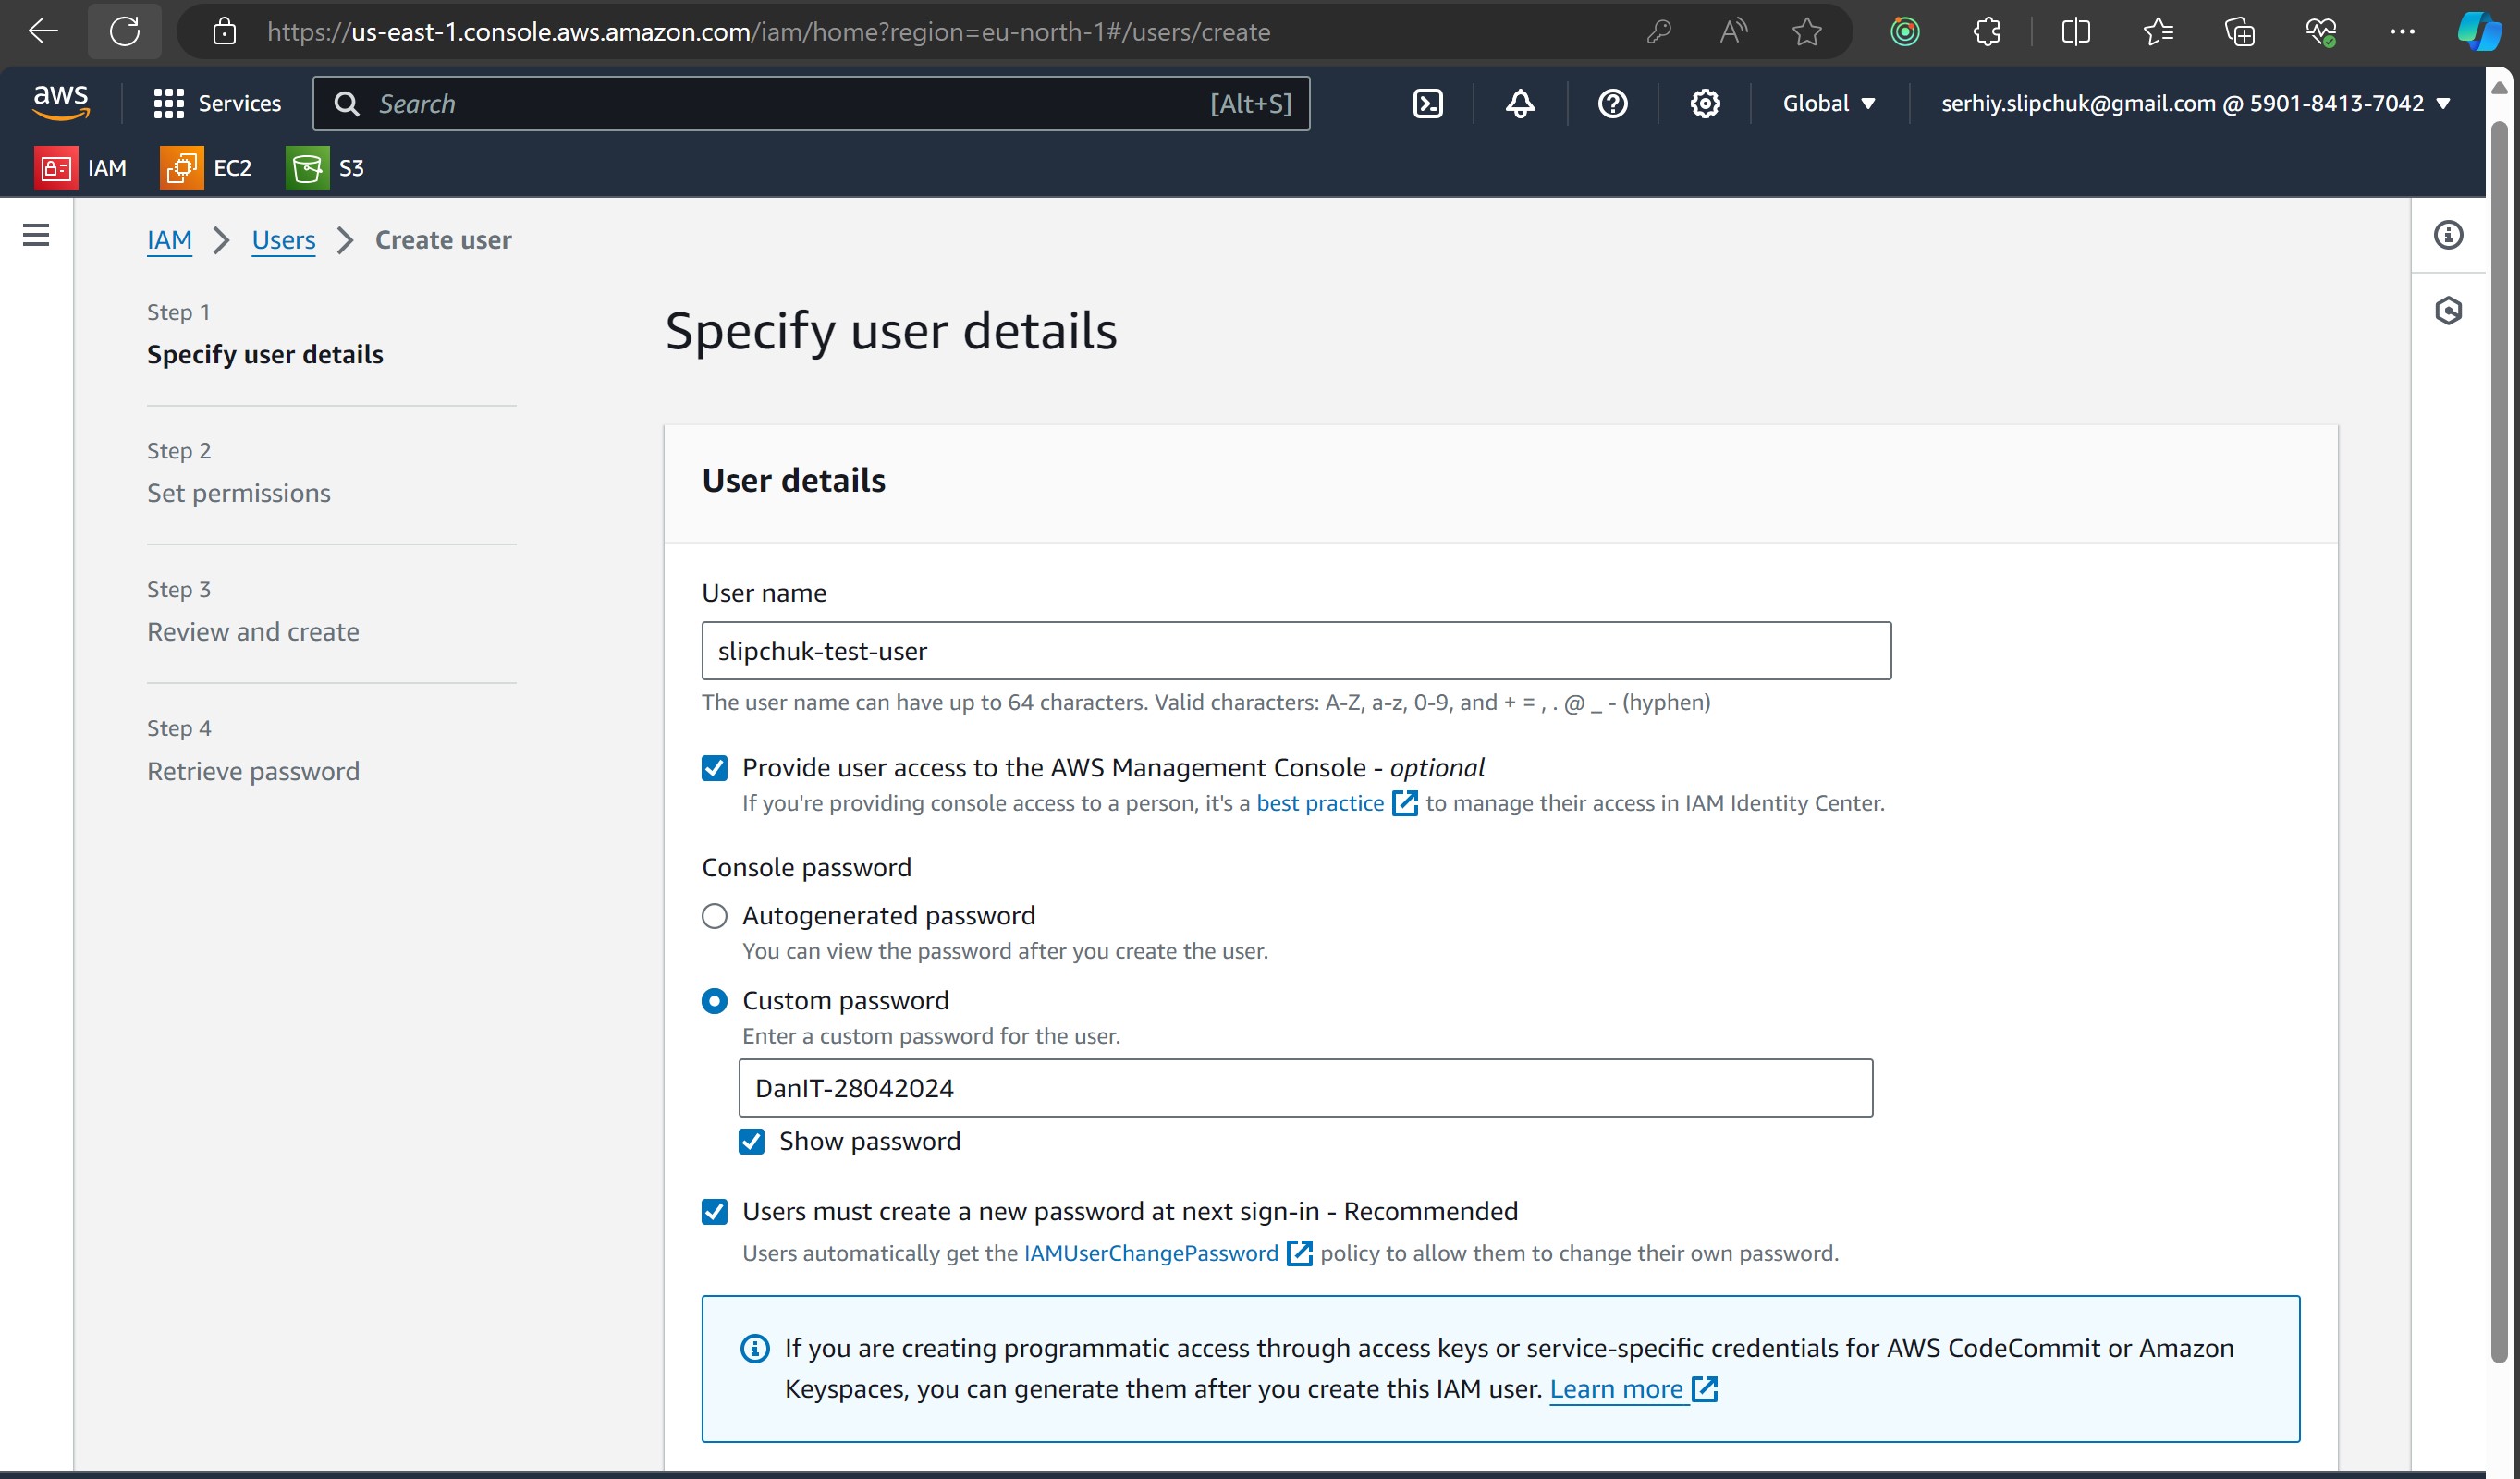 https://us-east-1.console.aws.amazon.com/iam/home?region=eu-north-1#/users/create
aws
Services
Search
[Alt+S]
Global
serhiy.slipchuk@gmail.com @ 5901-8413-7042
IAM
EC2
S3
IAM
Users
Create user
Step 1
Specify user details
Step 2
Set permissions
Step 3
Review and create
Step 4
Retrieve password
Specify user details
User details
User name
slipchuk-test-user
The user name can have up to 64 characters. Valid characters: A-Z, a-z, 0-9, and + = , . @ _ - (hyphen)
Provide user access to the AWS Management Console - optional
If you're providing console access to a person, it's a best practice to manage their access in IAM Identity Center.
Console password
Autogenerated password
You can view the password after you create the user.
Custom password
Enter a custom password for the user.
DanIT-28042024
Show password
Users must create a new password at next sign-in - Recommended
Users automatically get the IAMUserChangePassword policy to allow them to change their own password.
If you are creating programmatic access through access keys or service-specific credentials for AWS CodeCommit or Amazon
Keyspaces, you can generate them after you create this IAM user. Learn more